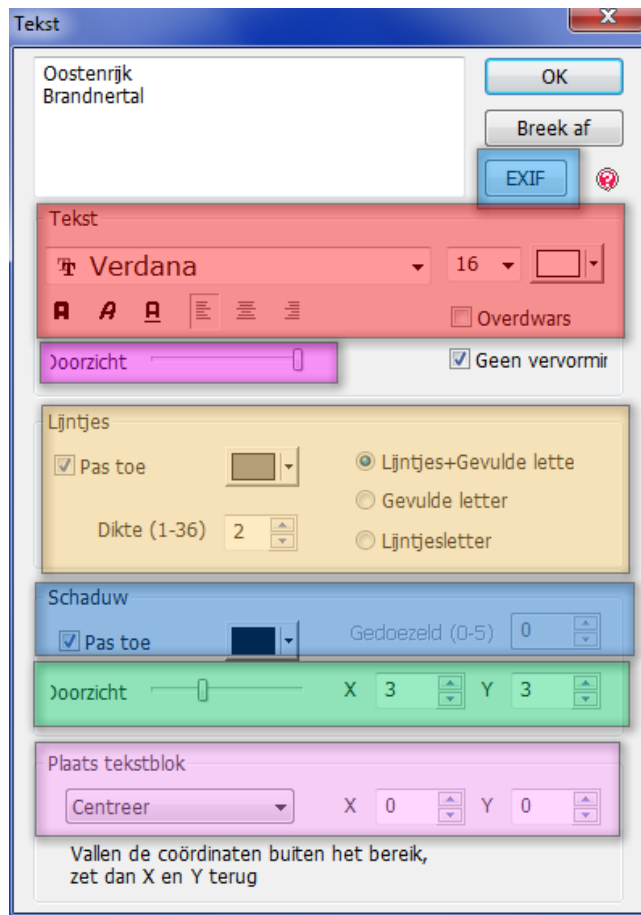 Tekst
Oostenrijk
Brandnertal
OK
Breek af
EXIF
Tekst
Verdana 16
A A A
Overdwars
Doorzicht
Geen vervormir
Lijntjes
Pas toe
Lijntjes+Gevulde lette
Gevulde letter
Dikte (1-36) 2
Lijntjesletter
Schaduw
Pas toe
Gedoezeld (0-5) 0
Doorzicht X 3 Y 3
Plaats tekstblok
Centreer X 0 Y 0
Vallen de coördinaten buiten het bereik,
zet dan X en Y terug